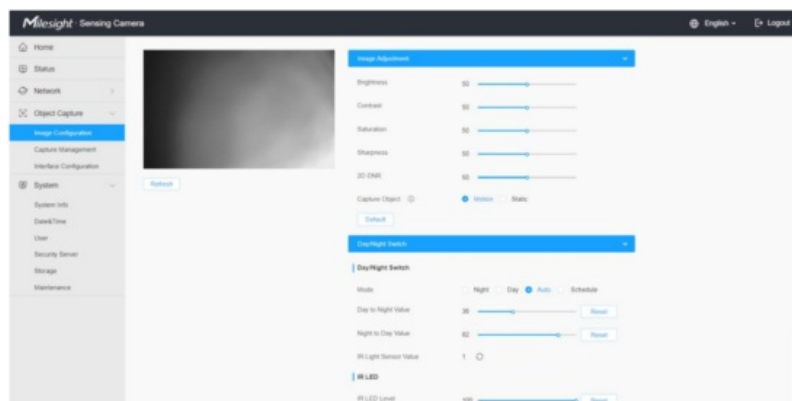 Milesight · Sensing Camera
English
Logout
Home
Status
Network
Object Capture
Image Configuration
Capture Management
Interface Configuration
System
System Info
Date&Time
User
Security Server
Storage
Maintenance
Refresh
Image Adjustment
Brightness 50
Contrast 50
Saturation 50
Sharpness 50
2D DNR 50
Capture Object Motion Static
Default
Day/Night Switch
Day/Night Switch
Mode Night Day Auto Schedule
Day to Night Value 36 Reset
Night to Day Value 82 Reset
IR Light Sensor Value 1
IR LED
IR LED Level 100 Reset